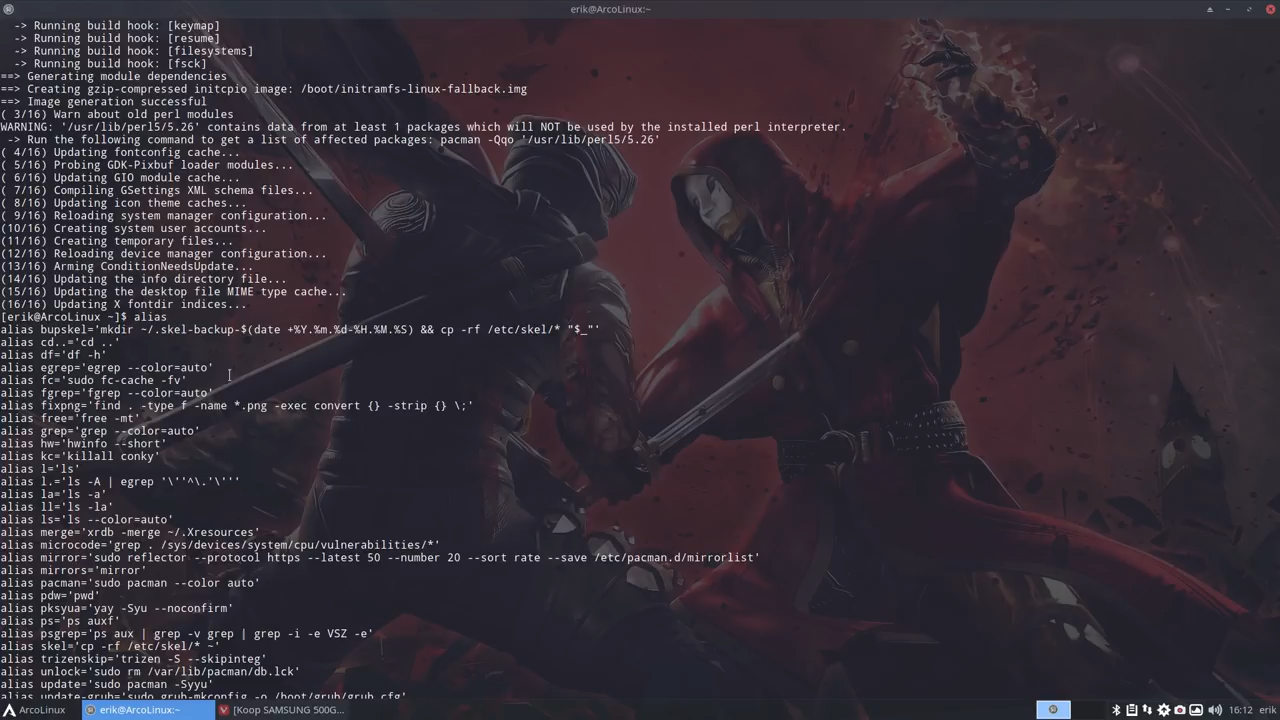 erik@ArcoLinux:~
-> Running build hook: [keymap]
-> Running build hook: [resume]
-> Running build hook: [filesystems]
-> Running build hook: [fsck]
==> Generating module dependencies
==> Creating gzip-compressed initcpio image: /boot/initramfs-linux-fallback.img
==> Image generation successful
( 3/16) Warn about old perl modules
WARNING: '/usr/lib/perl5/5.26' contains data from at least 1 packages which will NOT be used by the installed perl interpreter.
-> Run the following command to get a list of affected packages: pacman -Qqo '/usr/lib/perl5/5.26'
( 4/16) Updating fontconfig cache...
( 5/16) Probing GDK-Pixbuf loader modules...
( 6/16) Updating GIO module cache...
( 7/16) Compiling GSettings XML schema files...
( 8/16) Updating icon theme caches...
( 9/16) Reloading system manager configuration...
(10/16) Creating system user accounts...
(11/16) Creating temporary files...
(12/16) Reloading device manager configuration...
(13/16) Arming ConditionNeedsUpdate...
(14/16) Updating the info directory file...
(15/16) Updating the desktop file MIME type cache...
(16/16) Updating X fontdir indices...
[erik@ArcoLinux ~]$ alias
alias bupskel='mkdir ~/.skel-backup-$(date +%Y.%m.%d-%H.%M.%S) && cp -rf /etc/skel/* "$_"'
alias cd..='cd ..'
alias df='df -h'
alias egrep='egrep --color=auto'
alias fc='sudo fc-cache -fv'
alias fgrep='fgrep --color=auto'
alias fixpng='find . -type f -name *.png -exec convert {} -strip {} \;'
alias free='free -mt'
alias grep='grep --color=auto'
alias hw='hwinfo --short'
alias kc='killall conky'
alias l='ls'
alias l.='ls -A | egrep '\''^\.'\'''
alias la='ls -a'
alias ll='ls -la'
alias ls='ls --color=auto'
alias merge='xrdb -merge ~/.Xresources'
alias microcode='grep . /sys/devices/system/cpu/vulnerabilities/*'
alias mirror='sudo reflector --protocol https --latest 50 --number 20 --sort rate --save /etc/pacman.d/mirrorlist'
alias mirrors='mirror'
alias pacman='sudo pacman --color auto'
alias pdw='pwd'
alias pksyua='yay -Syu --noconfirm'
alias ps='ps auxf'
alias psgrep='ps aux | grep -v grep | grep -i -e VSZ -e'
alias skel='cp -rf /etc/skel/* ~'
alias trizenskip='trizen -S --skipinteg'
alias unlock='sudo rm /var/lib/pacman/db.lck'
alias update='sudo pacman -Syyu'
alias update-grub='sudo grub-mkconfig -o /boot/grub/grub.cfg'
ArcoLinux
erik@ArcoLinux:~
[Koop SAMSUNG 500G...
16:12
erik